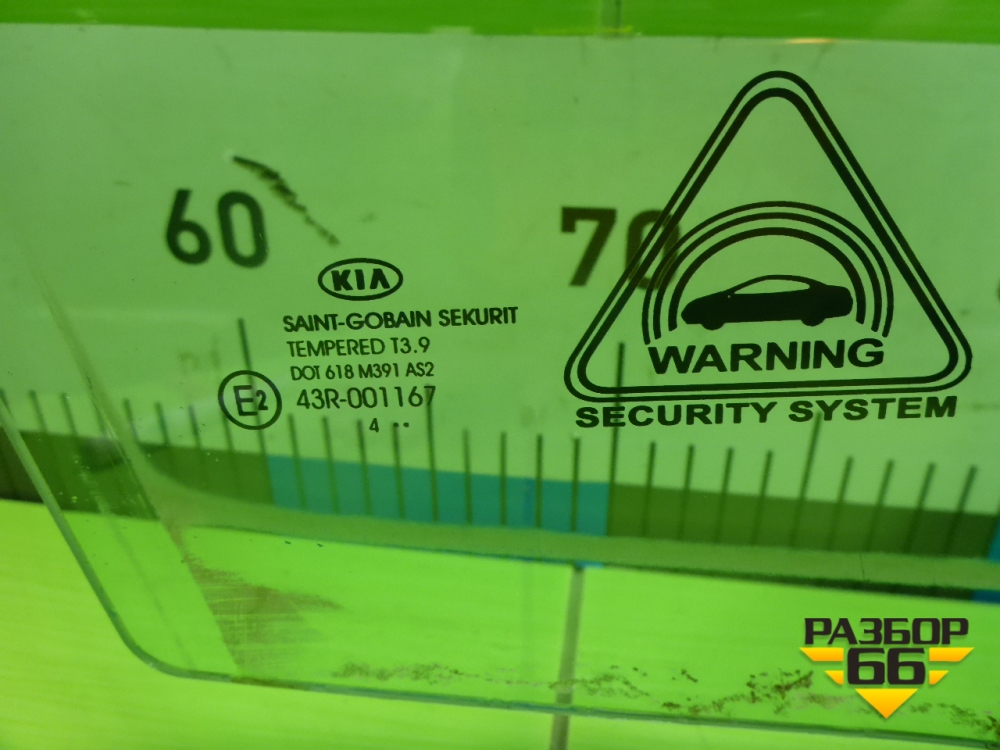 60
70
KIA
SAINT-GOBAIN SEKURIT
TEMPERED T3.9
DOT 618 M391 AS2
E2
43R-001167
4 ..
WARNING
SECURITY SYSTEM
РАЗБОР
66